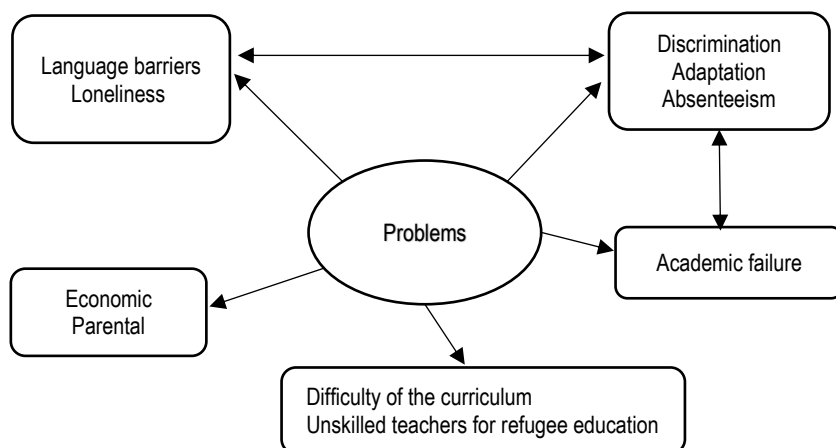 Language barriers
Loneliness
Discrimination
Adaptation
Absenteeism
Problems
Academic failure
Economic
Parental
Difficulty of the curriculum
Unskilled teachers for refugee education